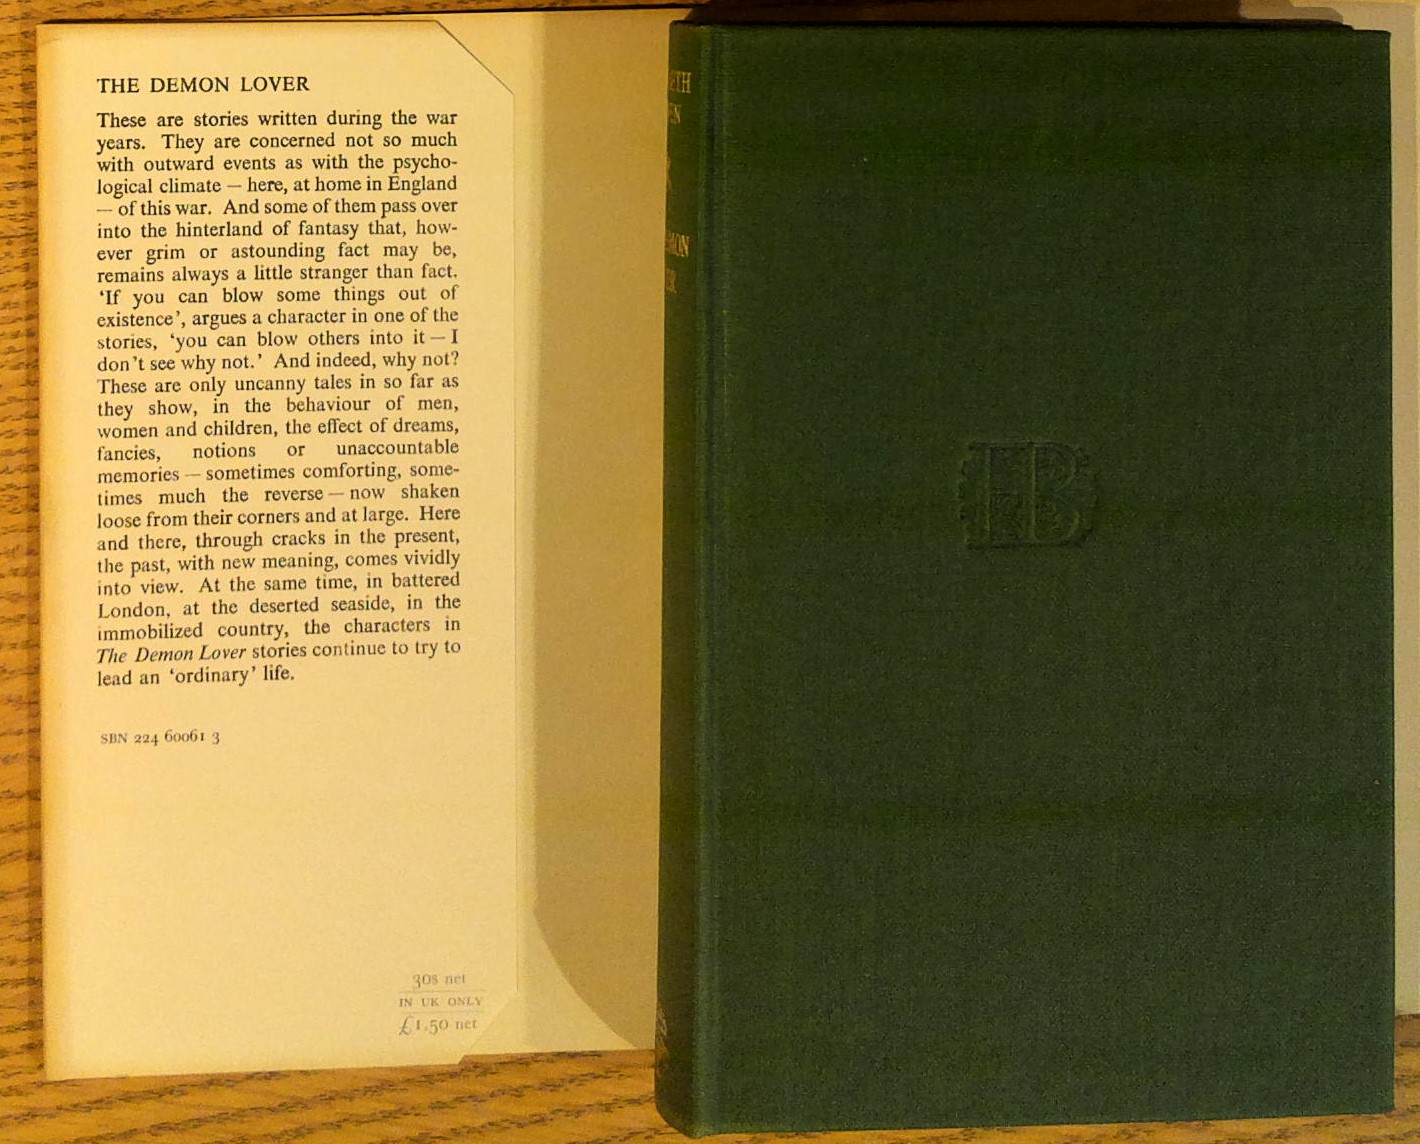 THE DEMON LOVER
These are stories written during the war
years. They are concerned not so much
with outward events as with the psycho-
logical climate — here, at home in England
— of this war. And some of them pass over
into the hinterland of fantasy that, how-
ever grim or astounding fact may be,
remains always a little stranger than fact.
‘If you can blow some things out of
existence’, argues a character in one of the
stories, ‘you can blow others into it — I
don’t see why not.’ And indeed, why not?
These are only uncanny tales in so far as
they show, in the behaviour of men,
women and children, the effect of dreams,
fancies, notions or unaccountable
memories — sometimes comforting, some-
times much the reverse — now shaken
loose from their corners and at large. Here
and there, through cracks in the present,
the past, with new meaning, comes vividly
into view. At the same time, in battered
London, at the deserted seaside, in the
immobilized country, the characters in
The Demon Lover stories continue to try to
lead an ‘ordinary’ life.
SBN 224 60061 3
30s net
IN UK ONLY
£1.50 net
EB